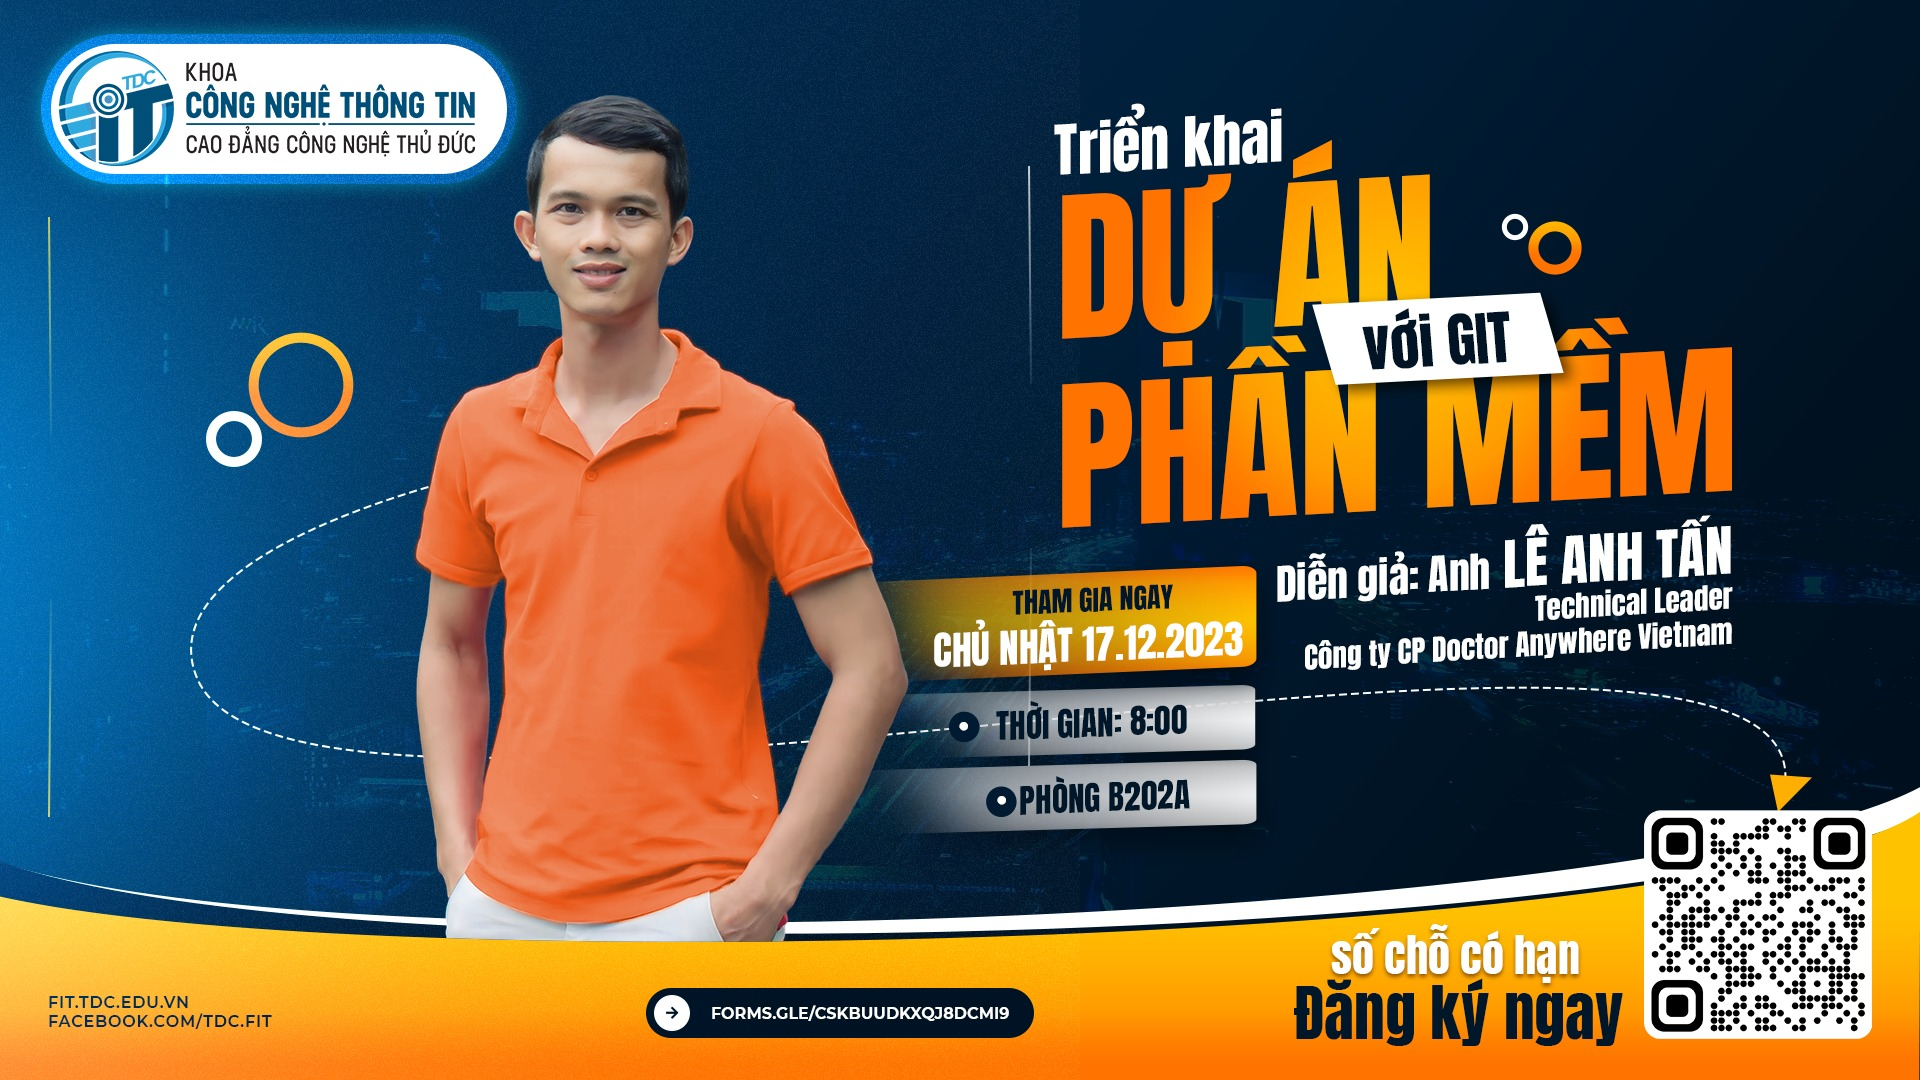 TDC
iT
KHOA
CÔNG NGHỆ THÔNG TIN
CAO ĐẲNG CÔNG NGHỆ THỦ ĐỨC
Triển khai
DỰ ÁN
với GIT
PHẦN MỀM
Diễn giả: Anh LÊ ANH TẤN
Technical Leader
Công ty CP Doctor Anywhere Vietnam
THAM GIA NGAY
CHỦ NHẬT 17.12.2023
THỜI GIAN: 8:00
PHÒNG B202A
số chỗ có hạn
Đăng ký ngay
FORMS.GLE/CSKBUUDKXQJ8DCMI9
FIT.TDC.EDU.VN
FACEBOOK.COM/TDC.FIT